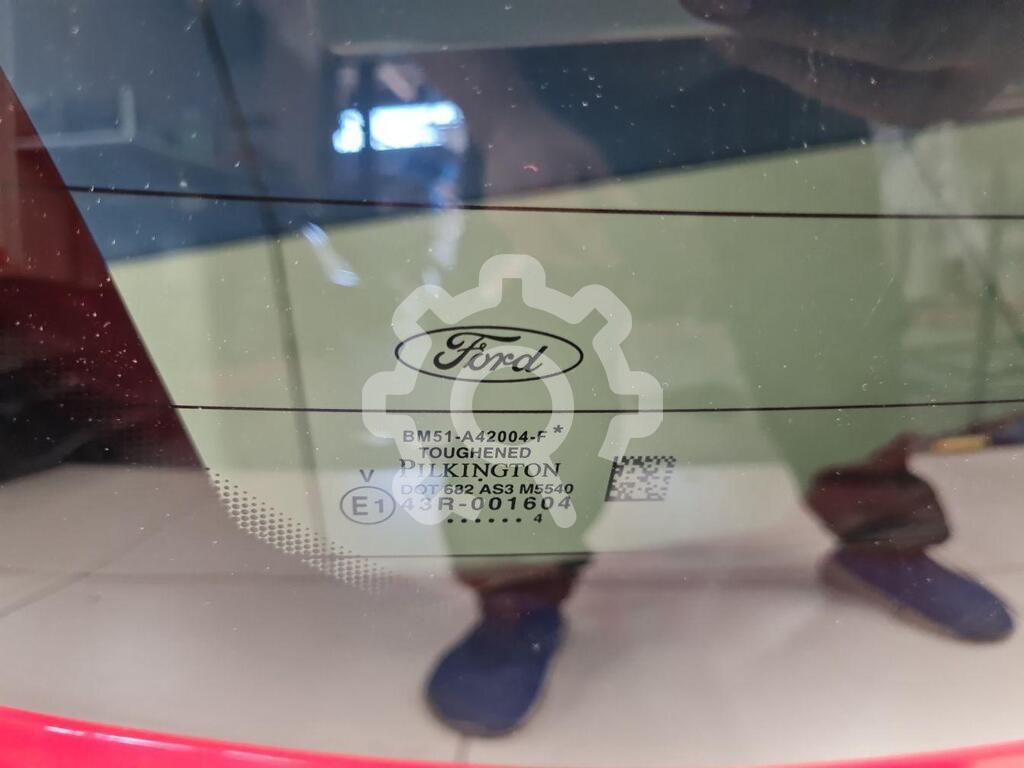 Ford
BM51-A42004-F*
TOUGHENED
PILKINGTON
V
DOT 682 AS3 M5540
E1
43R-001604
...... 4